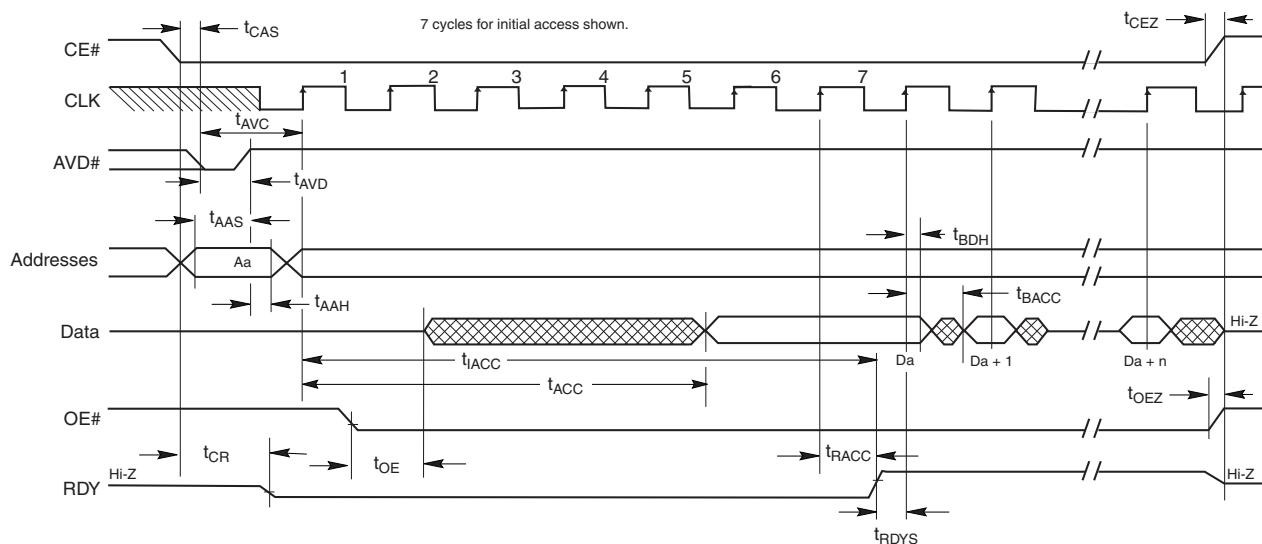 7 cycles for initial access shown.
tCAS
tCEZ
CE#
1 2 3 4 5 6 7
CLK
tAVC
AVD#
tAVD
tAAS
tBDH
Addresses
Aa
tAAH
tBACC
Data
Hi-Z
tIACC
Da
Da + 1
Da + n
tACC
tOEZ
OE#
tCR
tOE
tRACC
Hi-Z
Hi-Z
RDY
tRDYS